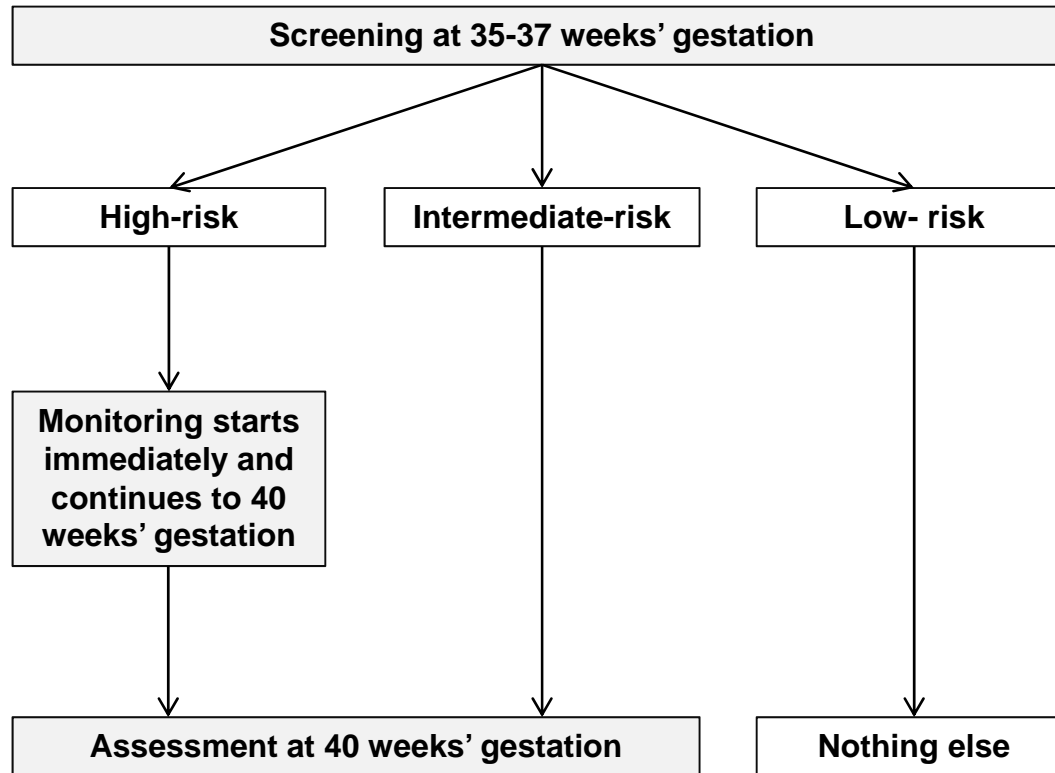 Screening at 35-37 weeks’ gestation
High-risk
Intermediate-risk
Low- risk
Monitoring starts
immediately and
continues to 40
weeks’ gestation
Assessment at 40 weeks’ gestation
Nothing else